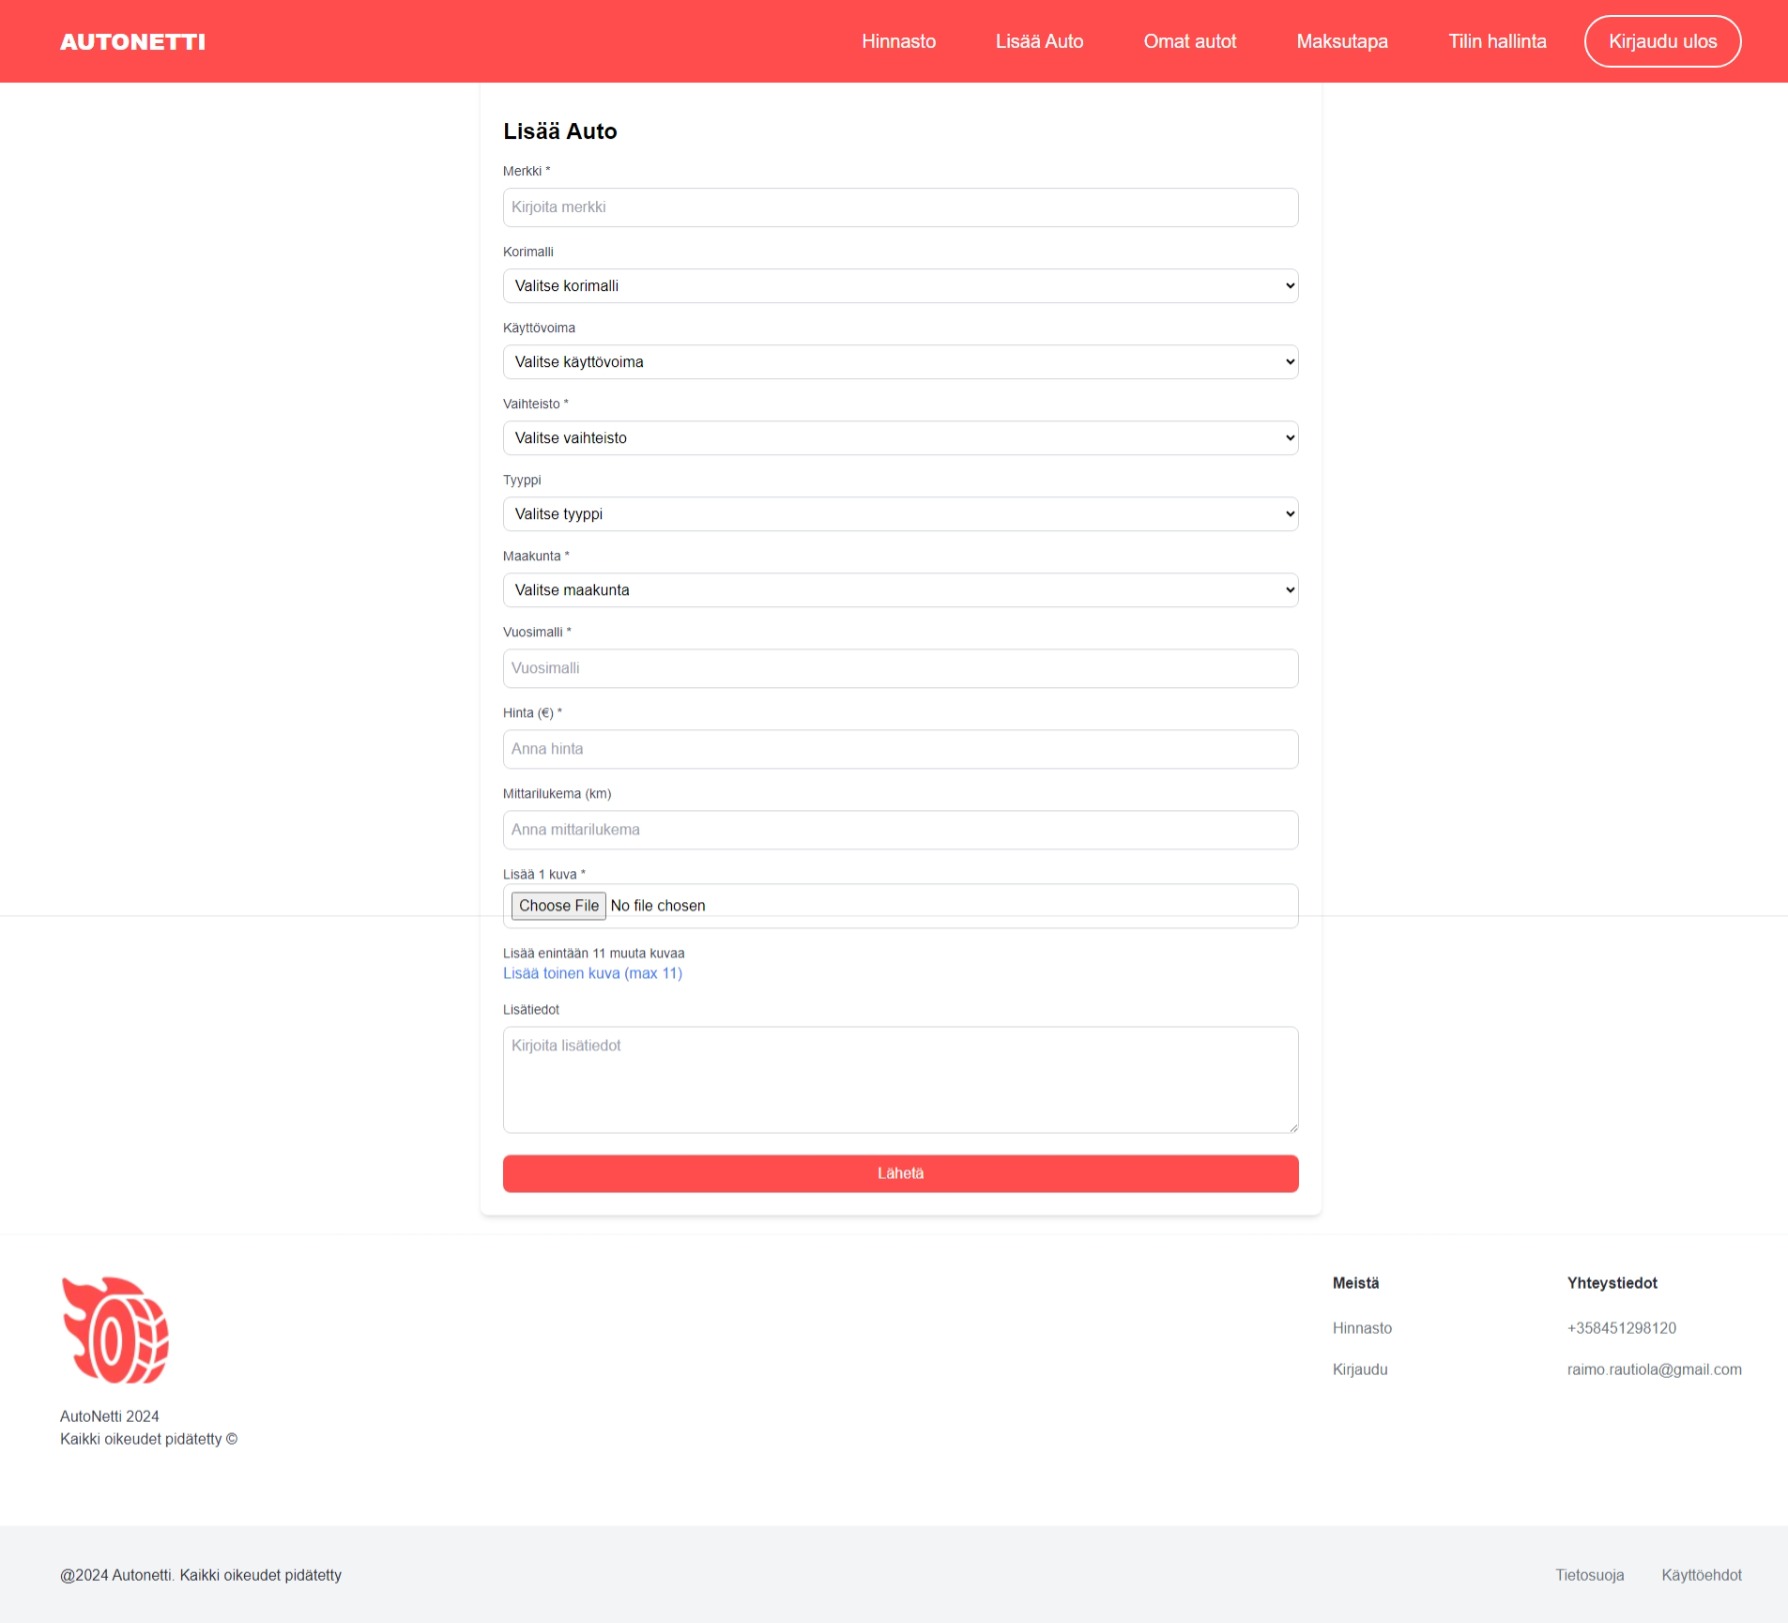 AUTONETTI
Hinnasto
Lisää Auto
Omat autot
Maksutapa
Tilin hallinta
Kirjaudu ulos
Lisää Auto
Merkki *
Kirjoita merkki
Korimalli
Valitse korimalli
Käyttövoima
Valitse käyttövoima
Vaihteisto *
Valitse vaihteisto
Tyyppi
Valitse tyyppi
Maakunta *
Valitse maakunta
Vuosimalli *
Vuosimalli
Hinta (€) *
Anna hinta
Mittarilukema (km)
Anna mittarilukema
Lisää 1 kuva *
Choose File No file chosen
Lisää enintään 11 muuta kuvaa
Lisää toinen kuva (max 11)
Lisätiedot
Kirjoita lisätiedot
Lähetä
AutoNetti 2024
Kaikki oikeudet pidätetty ©
Meistä
Hinnasto
Kirjaudu
Yhteystiedot
+358451298120
raimo.rautiola@gmail.com
@2024 Autonetti. Kaikki oikeudet pidätetty
Tietosuoja
Käyttöehdot